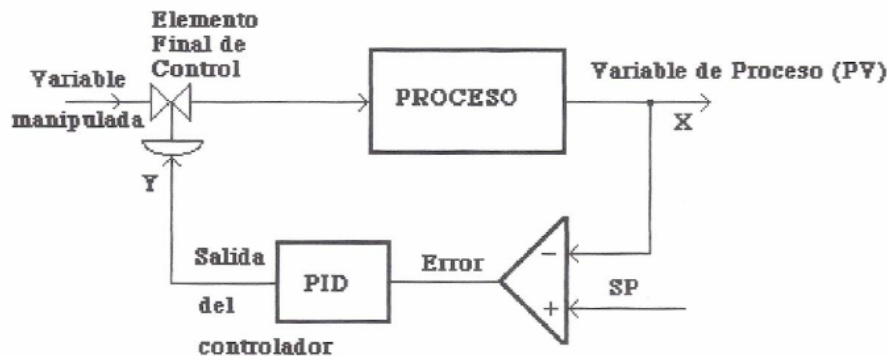 Elemento
Final de
Control
Variable
manipulada
PROCESO
Variable de Proceso (PV)
X
Y
Salida
del
controlador
PID
Error
-
+
SP